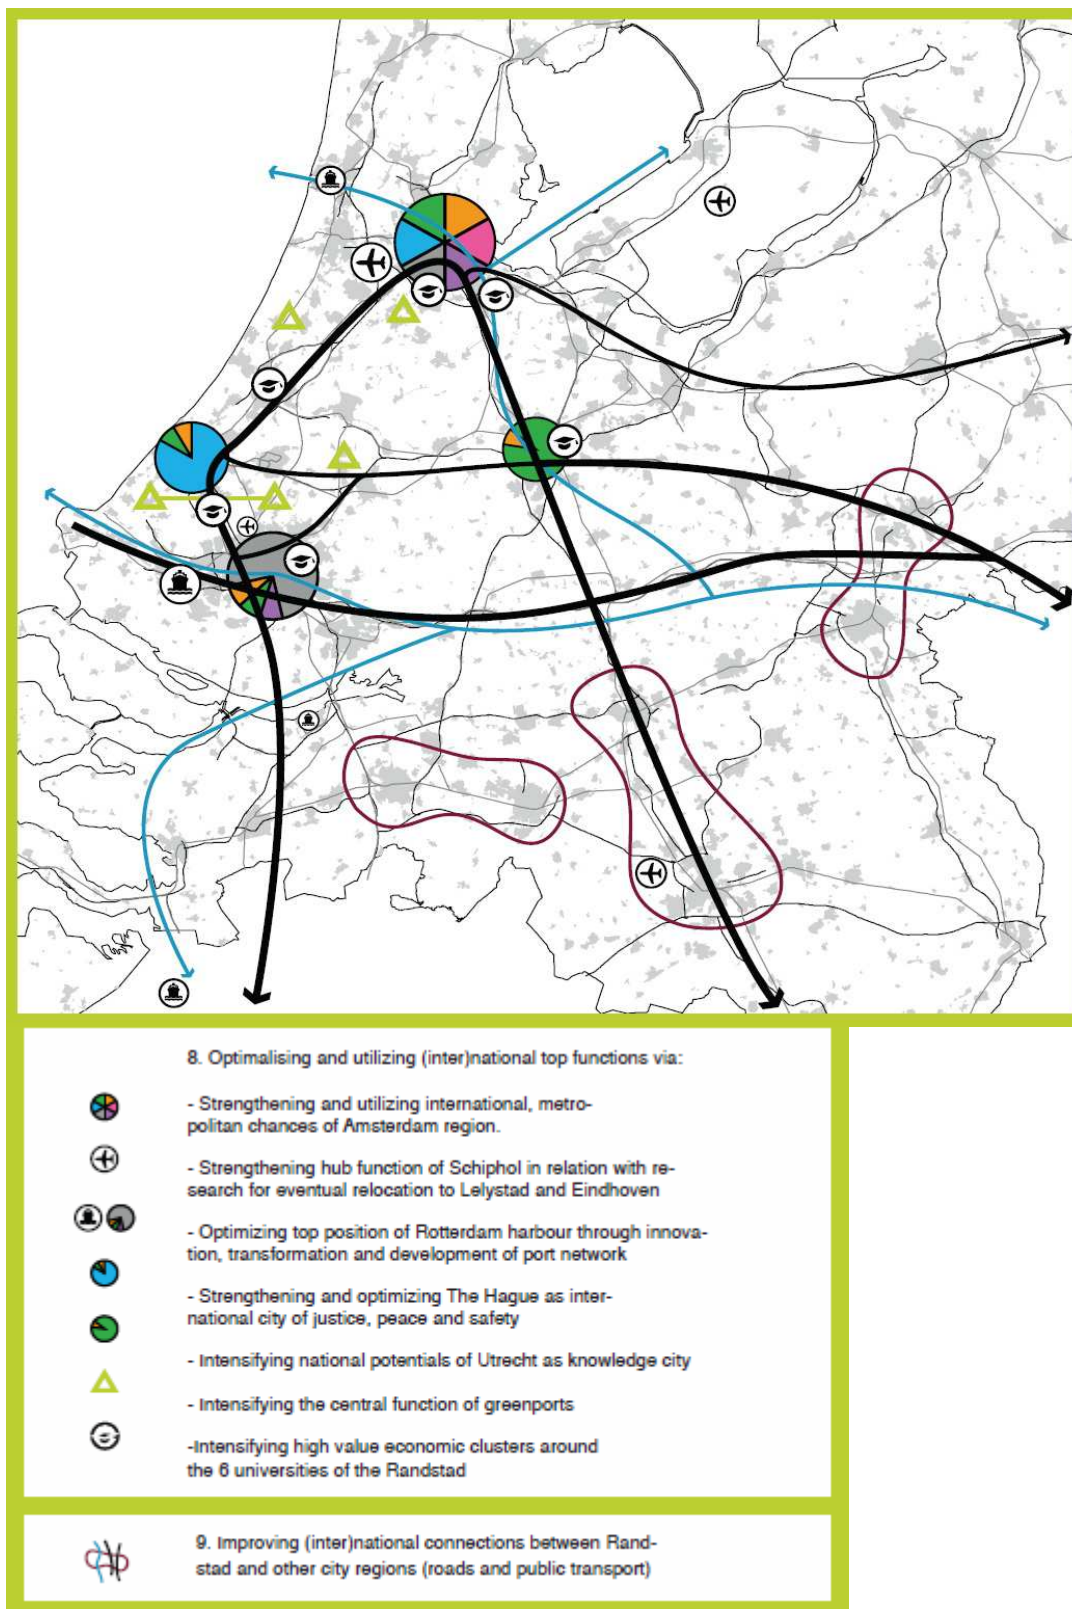 8. Optimalising and utilizing (inter)national top functions via:
- Strengthening and utilizing international, metro-
politan chances of Amsterdam region.
- Strengthening hub function of Schiphol in relation with re-
search for eventual relocation to Lelystad and Eindhoven
- Optimizing top position of Rotterdam harbour through innova-
tion, transformation and development of port network
- Strengthening and optimizing The Hague as inter-
national city of justice, peace and safety
- Intensifying national potentials of Utrecht as knowledge city
- Intensifying the central function of greenports
-Intensifying high value economic clusters around
the 6 universities of the Randstad
9. Improving (inter)national connections between Rand-
stad and other city regions (roads and public transport)